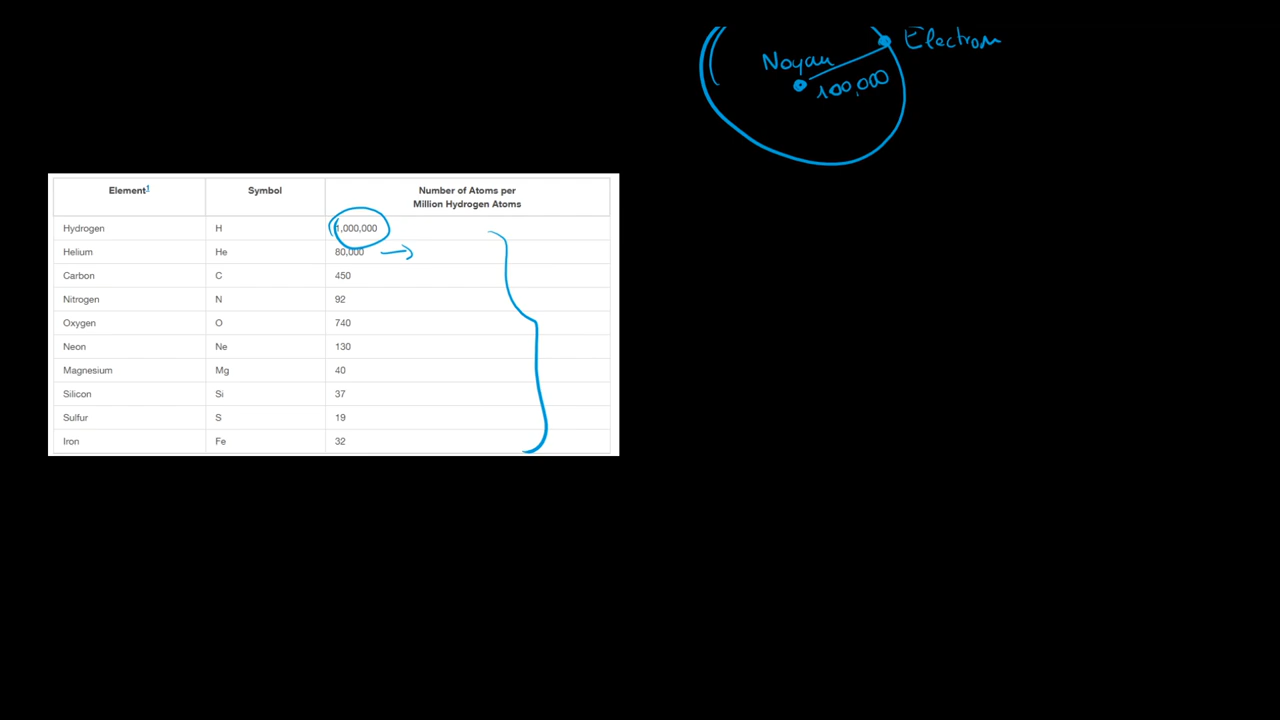 Electron
Noyau
100,000
Element1 Symbol Number of Atoms per
Million Hydrogen Atoms
Hydrogen H 1,000,000
Helium He 80,000
Carbon C 450
Nitrogen N 92
Oxygen O 740
Neon Ne 130
Magnesium Mg 40
Silicon Si 37
Sulfur S 19
Iron Fe 32